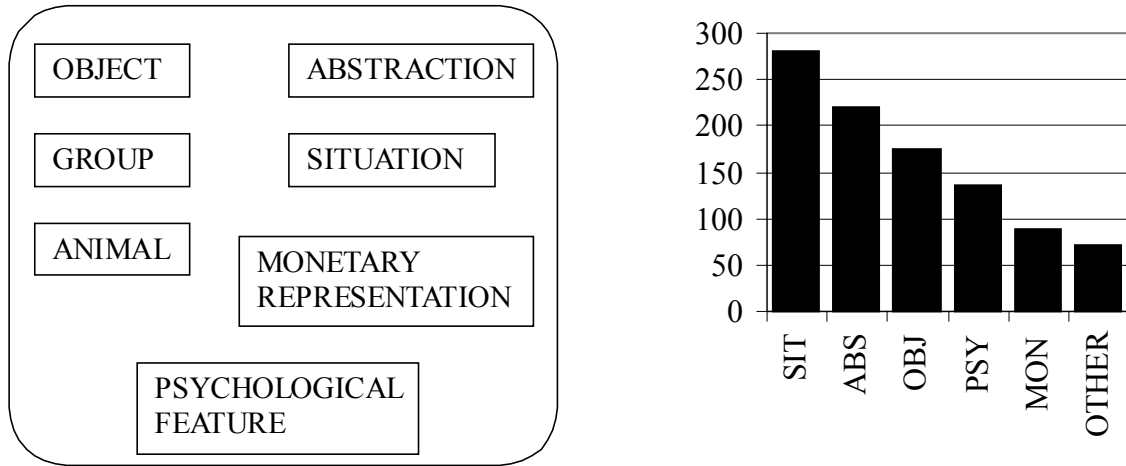 OBJECT
ABSTRACTION
GROUP
SITUATION
ANIMAL
MONETARY
REPRESENTATION
PSYCHOLOGICAL
FEATURE
300
250
200
150
100
50
0
SIT
ABS
OBJ
PSY
MON
OTHER